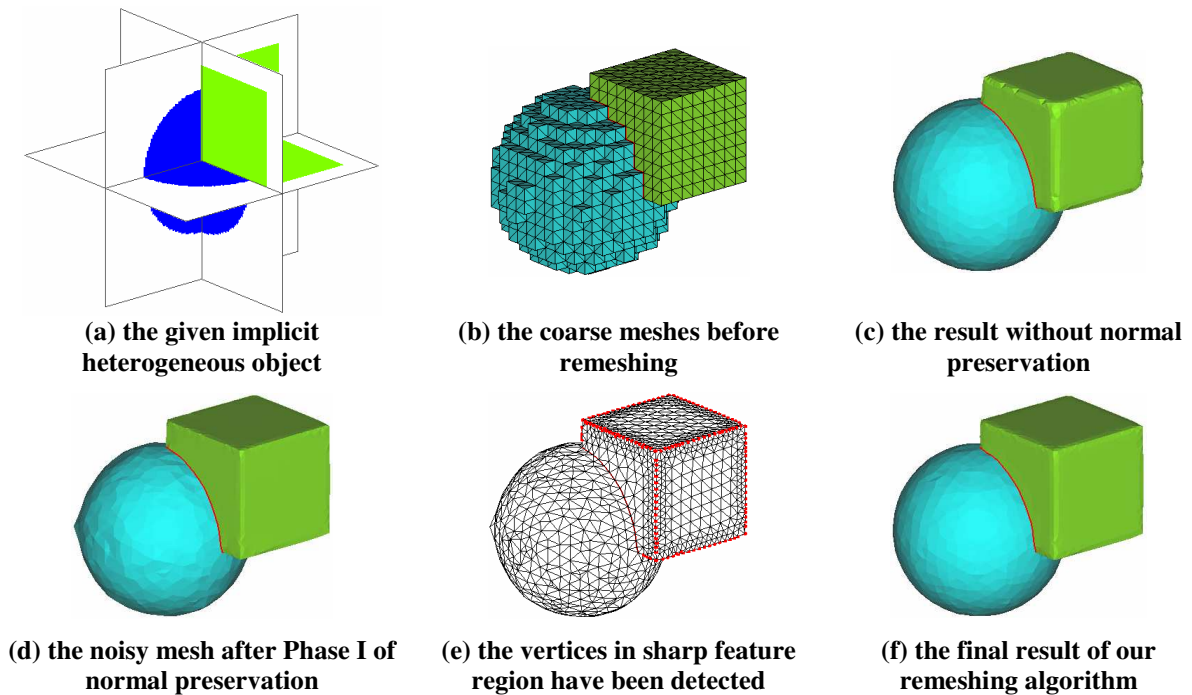 (a) the given implicit
heterogeneous object
(b) the coarse meshes before
remeshing
(c) the result without normal
preservation
(d) the noisy mesh after Phase I of
normal preservation
(e) the vertices in sharp feature
region have been detected
(f) the final result of our
remeshing algorithm